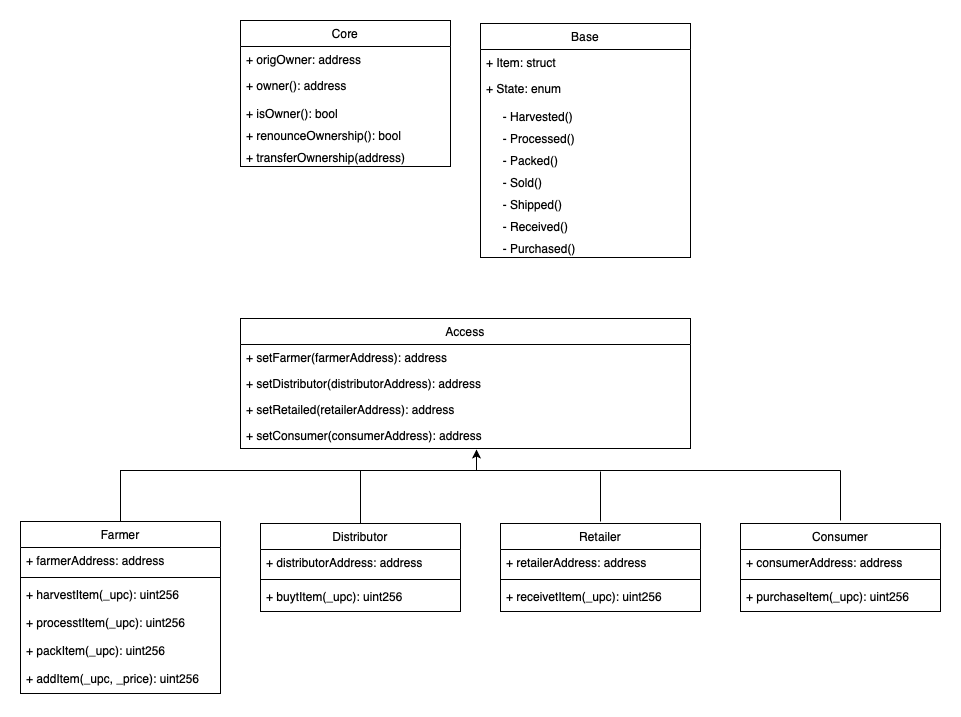 Core
+ origOwner: address
+ owner(): address
+ isOwner(): bool
+ renounceOwnership(): bool
+ transferOwnership(address)
Base
+ Item: struct
+ State: enum
- Harvested()
- Processed()
- Packed()
- Sold()
- Shipped()
- Received()
- Purchased()
Access
+ setFarmer(farmerAddress): address
+ setDistributor(distributorAddress): address
+ setRetailed(retailerAddress): address
+ setConsumer(consumerAddress): address
Farmer
+ farmerAddress: address
+ harvestItem(_upc): uint256
+ processtItem(_upc): uint256
+ packItem(_upc): uint256
+ addItem(_upc, _price): uint256
Distributor
+ distributorAddress: address
+ buytItem(_upc): uint256
Retailer
+ retailerAddress: address
+ receivetItem(_upc): uint256
Consumer
+ consumerAddress: address
+ purchaseItem(_upc): uint256